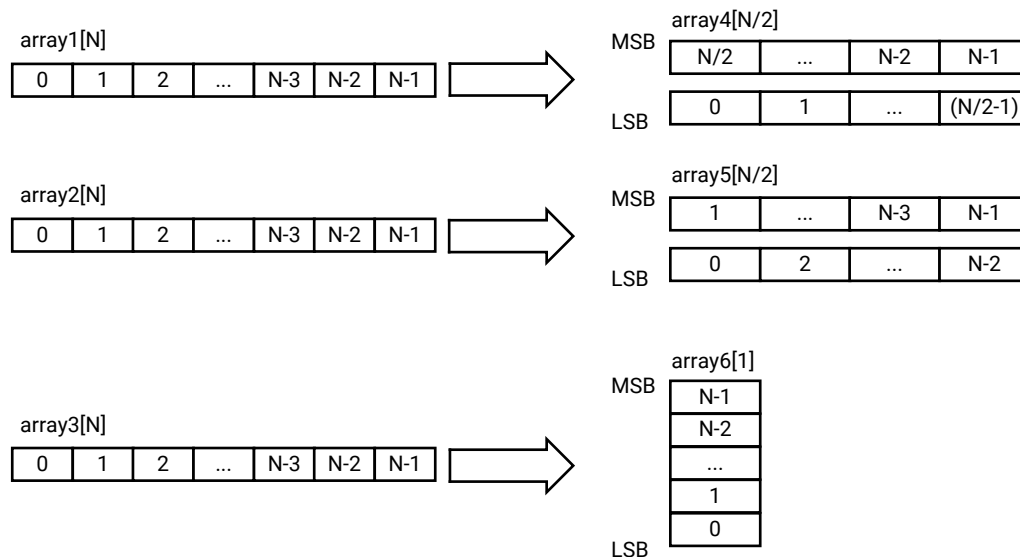 array1[N]
0 1 2 ... N-3 N-2 N-1
array4[N/2]
MSB
N/2 ... N-2 N-1
LSB
0 1 ... (N/2-1)
array2[N]
0 1 2 ... N-3 N-2 N-1
array5[N/2]
MSB
1 ... N-3 N-1
LSB
0 2 ... N-2
array3[N]
0 1 2 ... N-3 N-2 N-1
array6[1]
MSB
N-1
N-2
...
1
0
LSB